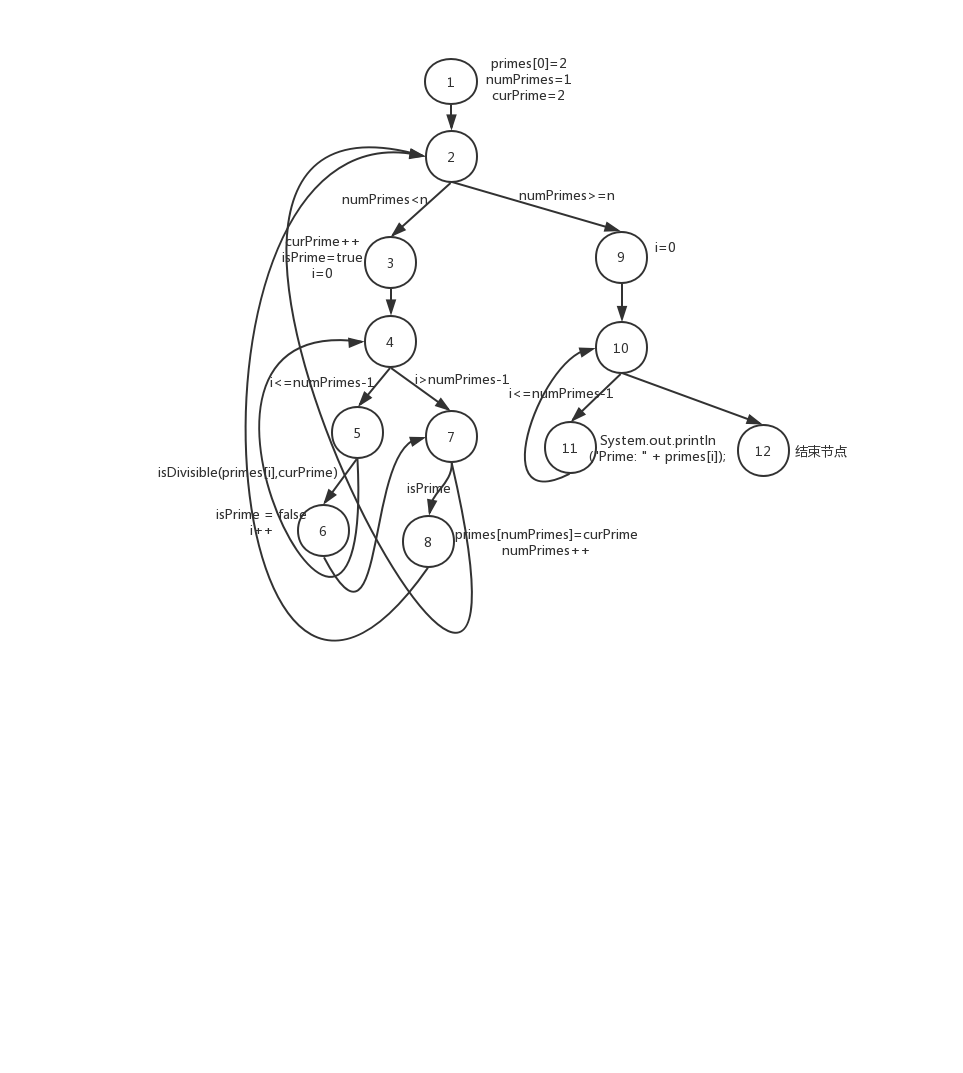 primes[0]=2
1
numPrimes=1
curPrime=2
2
numPrimes<n
numPrimes>=n
curPrime++
isPrime=true
i=0
3
9
i=0
4
10
i<=numPrimes-1
i>numPrimes-1
i<=numPrimes-1
5
7
11
System.out.println
("Prime: " + primes[i]);
12
结束节点
isDivisible(primes[i],curPrime)
isPrime
isPrime = false
i++
6
8
primes[numPrimes]=curPrime
numPrimes++